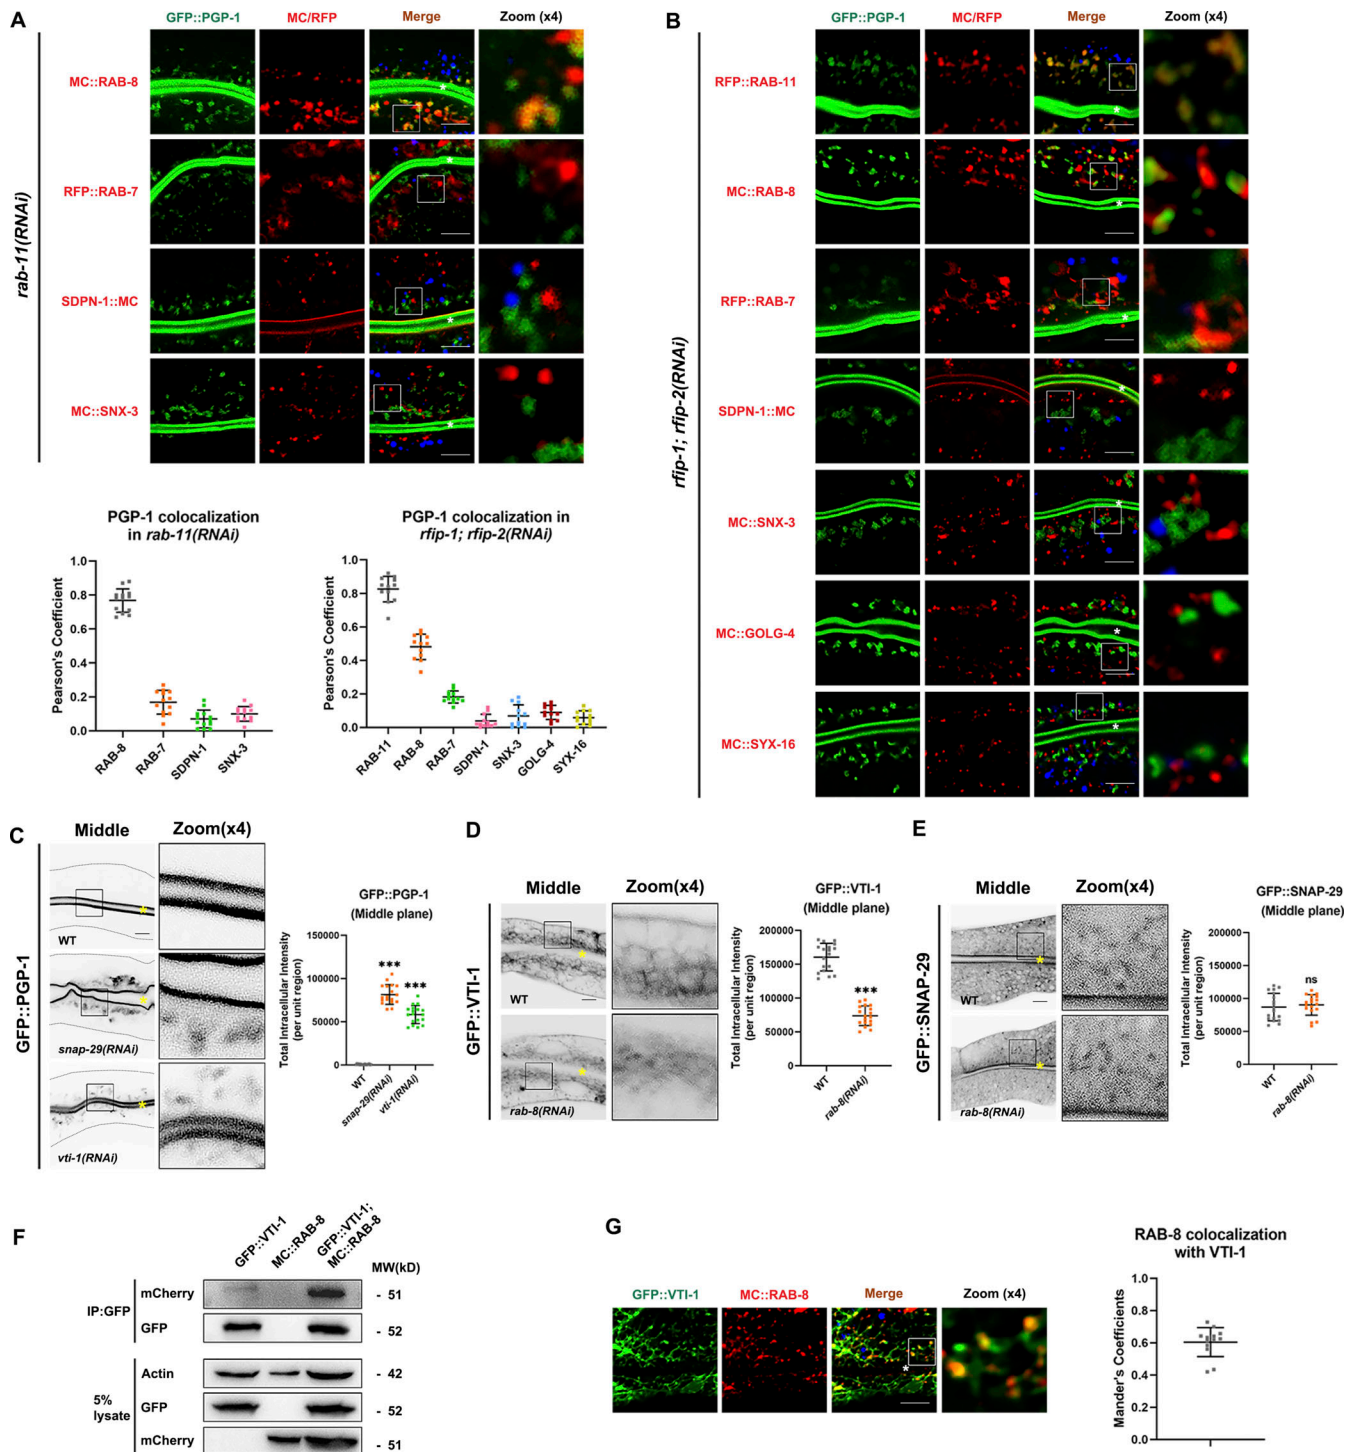 A
GFP::PGP-1 MC/RFP Merge Zoom (x4)
rab-11(RNAi)
MC::RAB-8
*
RFP::RAB-7
*
SDPN-1::MC
*
MC::SNX-3
*
B
GFP::PGP-1 MC/RFP Merge Zoom (x4)
rfip-1; rfip-2(RNAi)
RFP::RAB-11
*
MC::RAB-8
*
RFP::RAB-7
*
SDPN-1::MC
*
MC::SNX-3
*
MC::GOLG-4
*
MC::SYX-16
*
PGP-1 colocalization
in rab-11(RNAi)
Pearson's Coefficient
1.0
0.8
0.6
0.4
0.2
0.0
RAB-8 RAB-7 SDPN-1 SNX-3
PGP-1 colocalization in
rfip-1; rfip-2(RNAi)
Pearson's Coefficient
1.0
0.8
0.6
0.4
0.2
0.0
RAB-11 RAB-8 RAB-7 SDPN-1 SNX-3 GOLG-4 SYX-16
C
Middle Zoom(x4)
GFP::PGP-1
*
WT
*
snap-29(RNAi)
*
vti-1(RNAi)
GFP::PGP-1
(Middle plane)
Total Intracellular Intensity
(per unit region)
150000
100000
50000
0
***
***
WT snap-29(RNAi) vti-1(RNAi)
D
Middle Zoom(x4)
GFP::VTI-1
*
WT
*
rab-8(RNAi)
GFP::VTI-1
(Middle plane)
Total Intracellular Intensity
(per unit region)
200000
150000
100000
50000
0
***
WT rab-8(RNAi)
E
Middle Zoom(x4)
GFP::SNAP-29
*
WT
*
rab-8(RNAi)
GFP::SNAP-29
(Middle plane)
Total Intracellular Intensity
(per unit region)
200000
150000
100000
50000
0
ns
WT rab-8(RNAi)
F
GFP::VTI-1
MC::RAB-8
GFP::VTI-1;
MC::RAB-8
MW(kD)
IP:GFP
mCherry - 51
GFP - 52
5%
lysate
Actin - 42
GFP - 52
mCherry - 51
G
GFP::VTI-1 MC::RAB-8 Merge Zoom (x4)
*
RAB-8 colocalization
with VTI-1
Mander's Coefficients
1.0
0.8
0.6
0.4
0.2
0.0